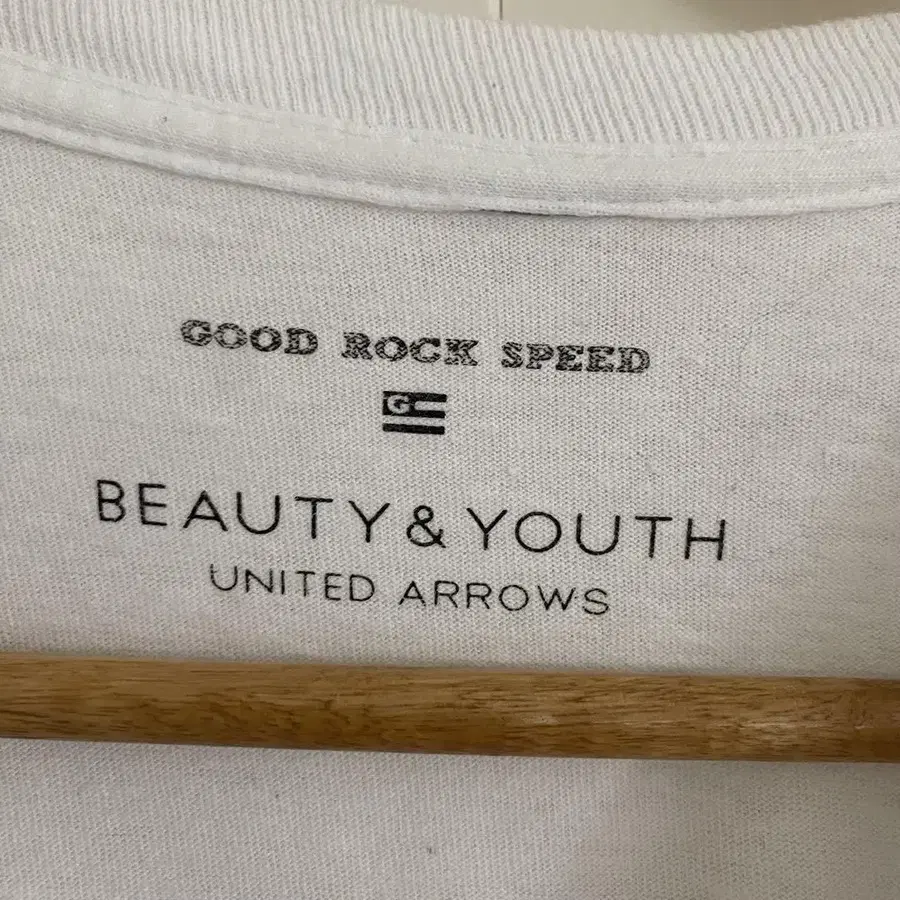 GOOD ROCK SPEED
G
BEAUTY & YOUTH
UNITED ARROWS